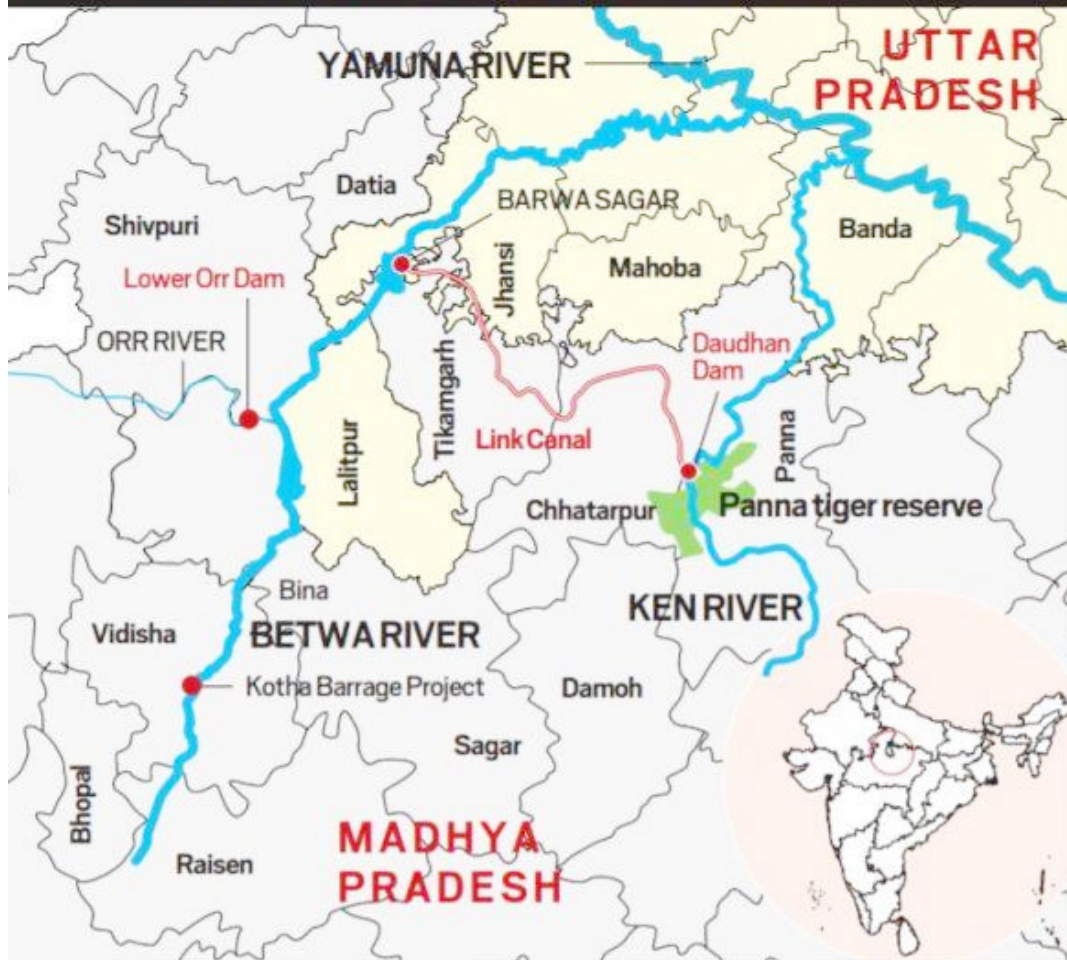 UTTAR
PRADESH
YAMUNA RIVER
Datia
BARWA SAGAR
Shivpuri
Banda
Jhansi
Mahoba
Lower Orr Dam
ORR RIVER
Daudhan
Dam
Tikamgarh
Link Canal
Lalitpur
Panna
Chhatarpur
Panna tiger reserve
Bina
KEN RIVER
Vidisha
BETWA RIVER
Kotha Barrage Project
Damoh
Sagar
Bhopal
MADHYA
PRADESH
Raisen